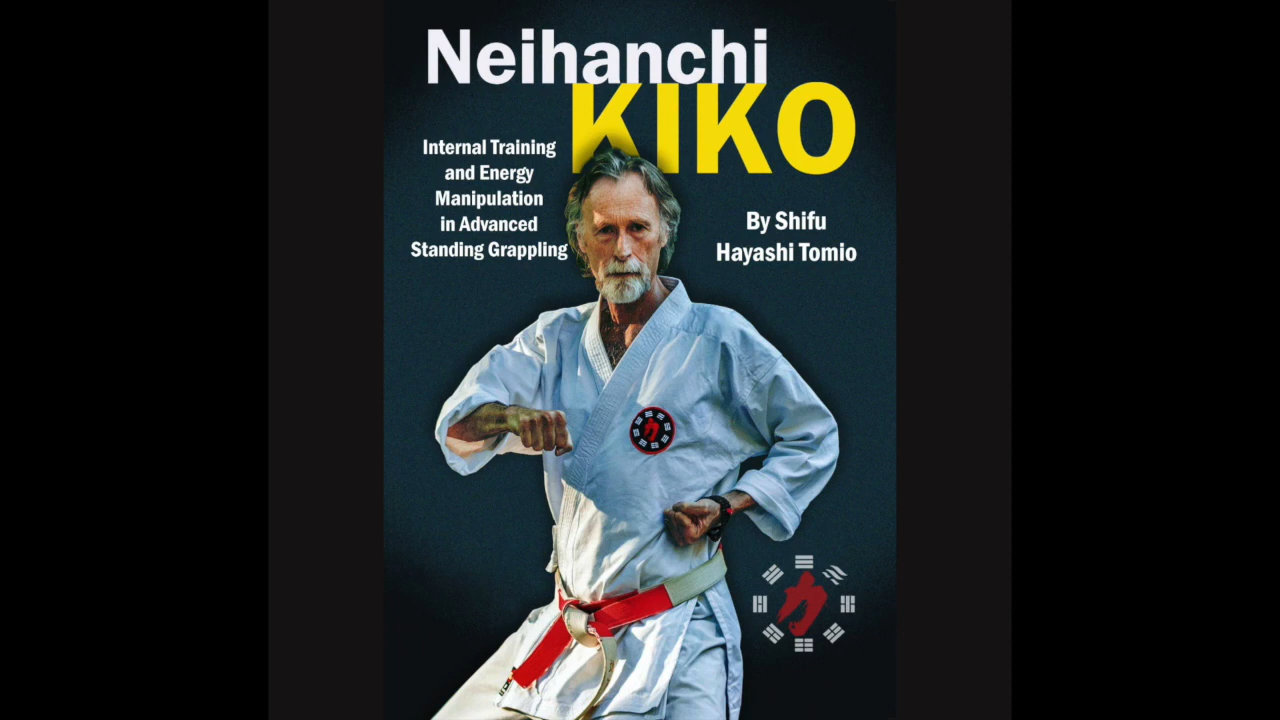 Neihanchi
KIKO
Internal Training
and Energy
Manipulation
in Advanced
Standing Grappling
By Shifu
Hayashi Tomio